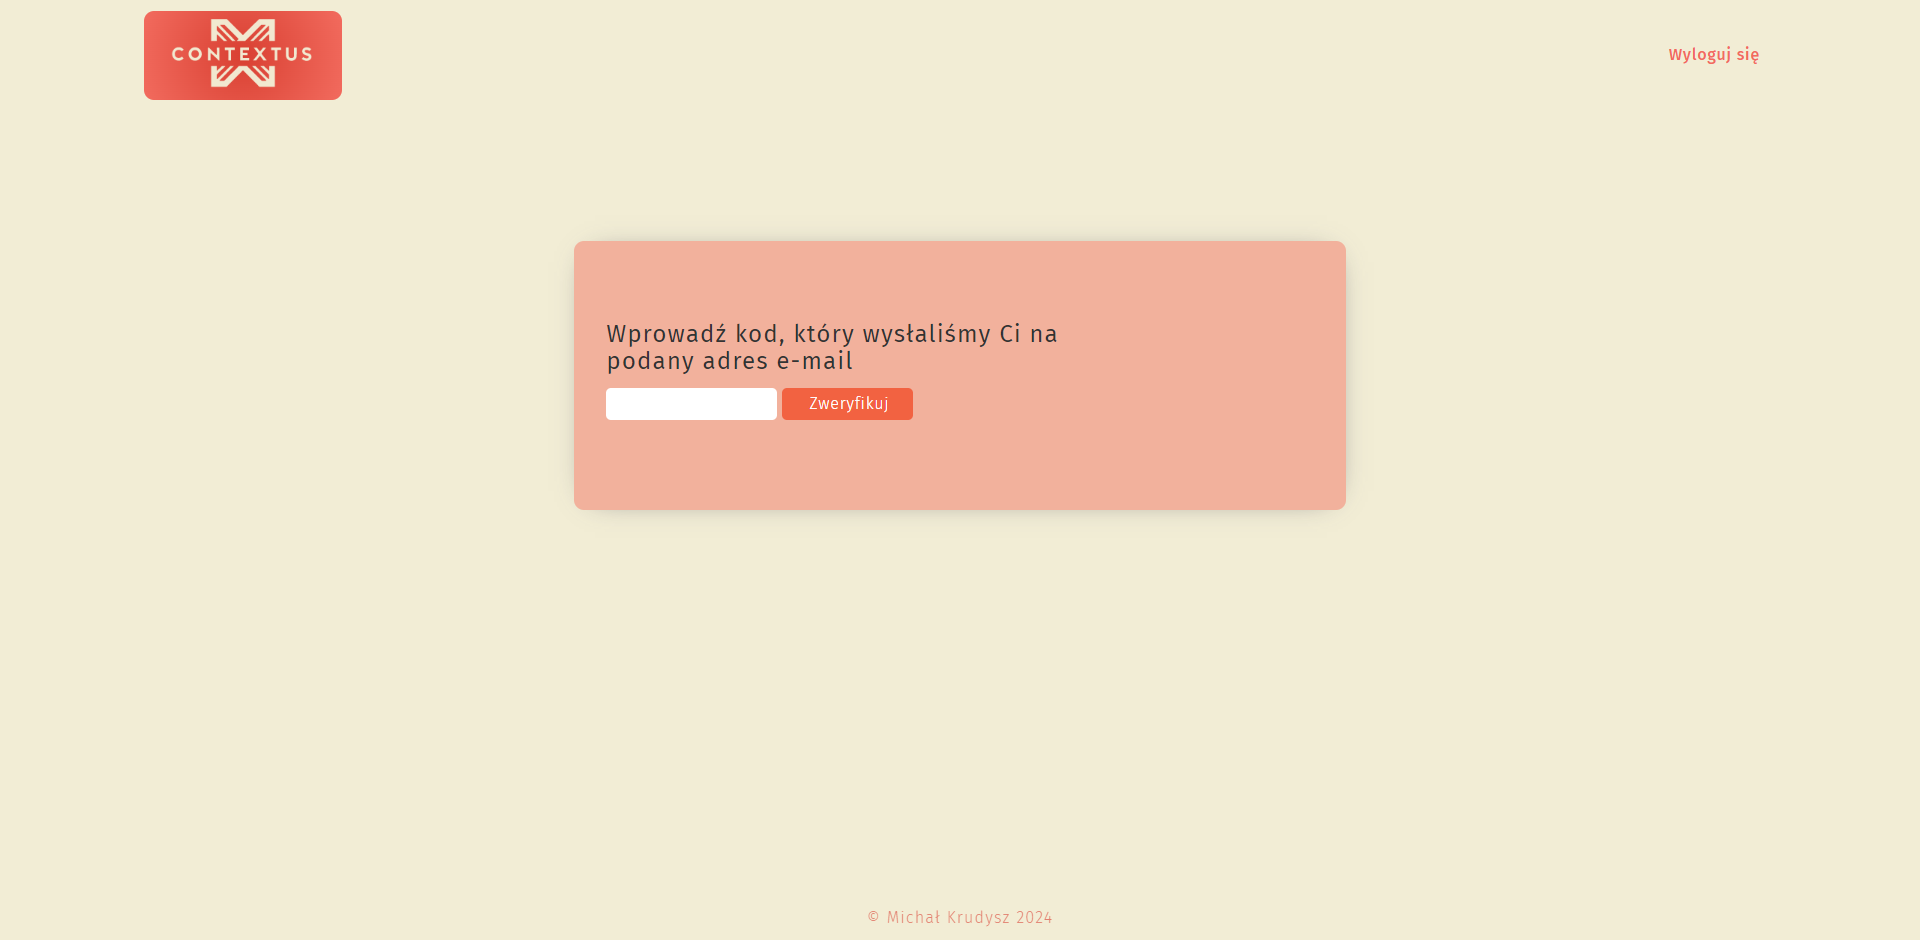 CONTEXTUS
Wyloguj się
Wprowadź kod, który wysłaliśmy Ci na
podany adres e-mail
Zweryfikuj
© Michał Krudysz 2024